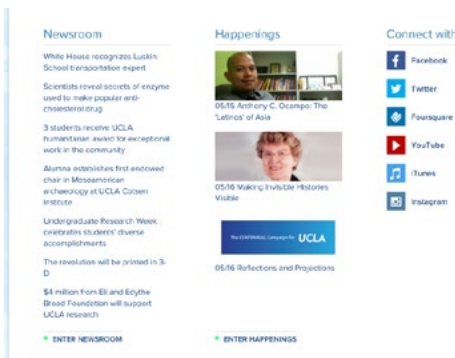 Newsroom
White House recognizes Luskin
School transportation expert
Scientists reveal secrets of enzyme
used to make popular anti-
cholesterol drug
3 students receive UCLA
humanitarian award for exceptional
work in the community
Alumna establishes first endowed
chair in Mesoamerican
archaeology at UCLA Cotsen
Institute
Undergraduate Research Week
celebrates students' diverse
accomplishments
The revolution will be printed in 3-
D
$4 million from Eli and Edythe
Broad Foundation will support
UCLA research
ENTER NEWSROOM
Happenings
05/16 Anthony C. Ocampo: The
'Latinos' of Asia
05/16 Making Invisible Histories
Visible
The CENTENNIAL Campaign for UCLA
05/16 Reflections and Projections
ENTER HAPPENINGS
Connect with
Facebook
Twitter
Foursquare
YouTube
iTunes
Instagram